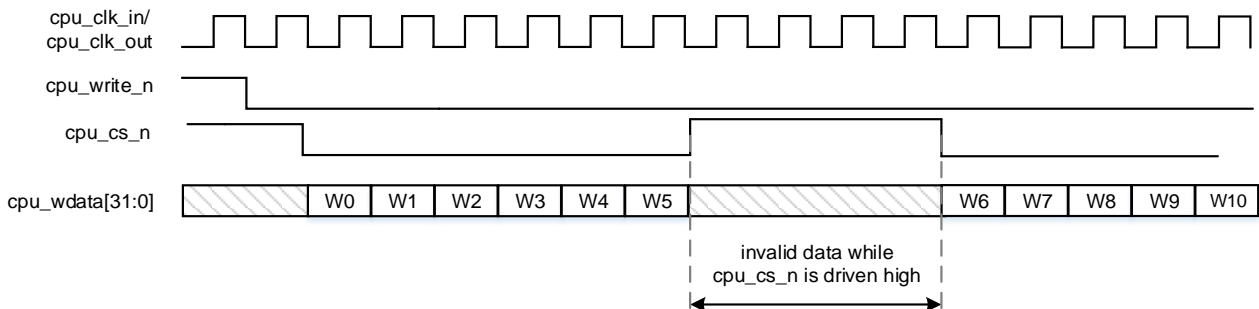 cpu_clk_in/
cpu_clk_out
cpu_write_n
cpu_cs_n
cpu_wdata[31:0] W0 W1 W2 W3 W4 W5 W6 W7 W8 W9 W10
invalid data while
cpu_cs_n is driven high